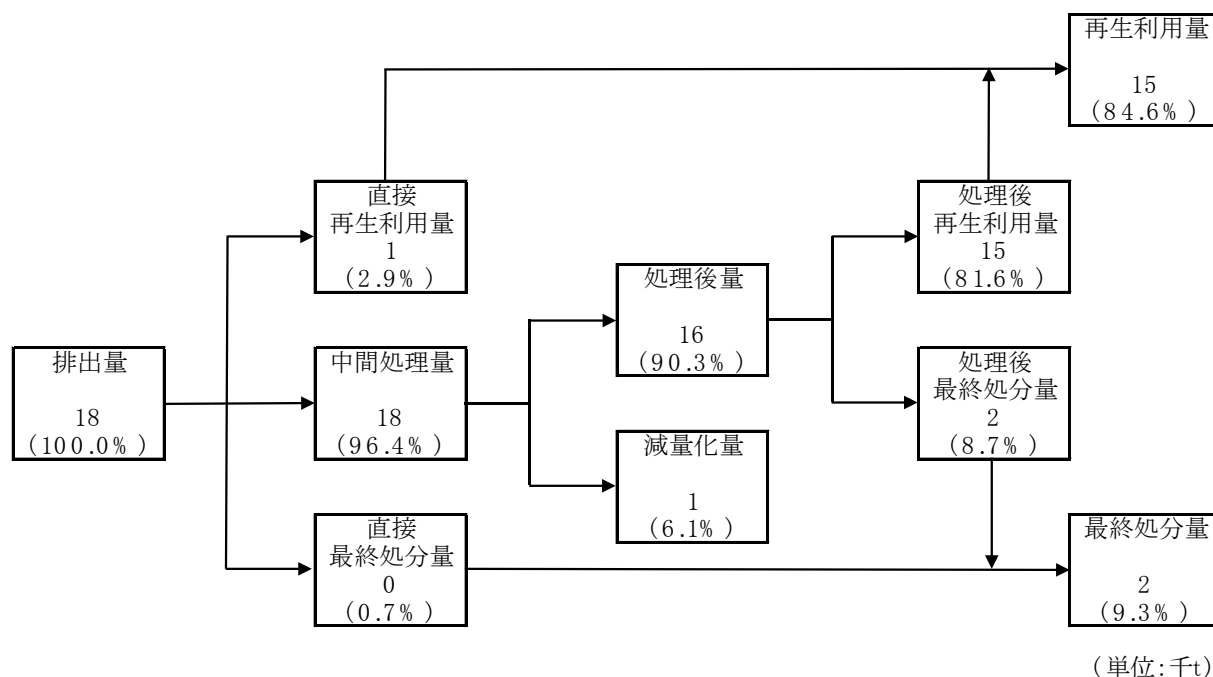 再生利用量
15
(84.6%)
直接
再生利用量
1
(2.9%)
処理後
再生利用量
15
(81.6%)
処理後量
16
(90.3%)
排出量
18
(100.0%)
中間処理量
18
(96.4%)
処理後
最終処分量
2
(8.7%)
減量化量
1
(6.1%)
直接
最終処分量
0
(0.7%)
最終処分量
2
(9.3%)
(単位:千t)